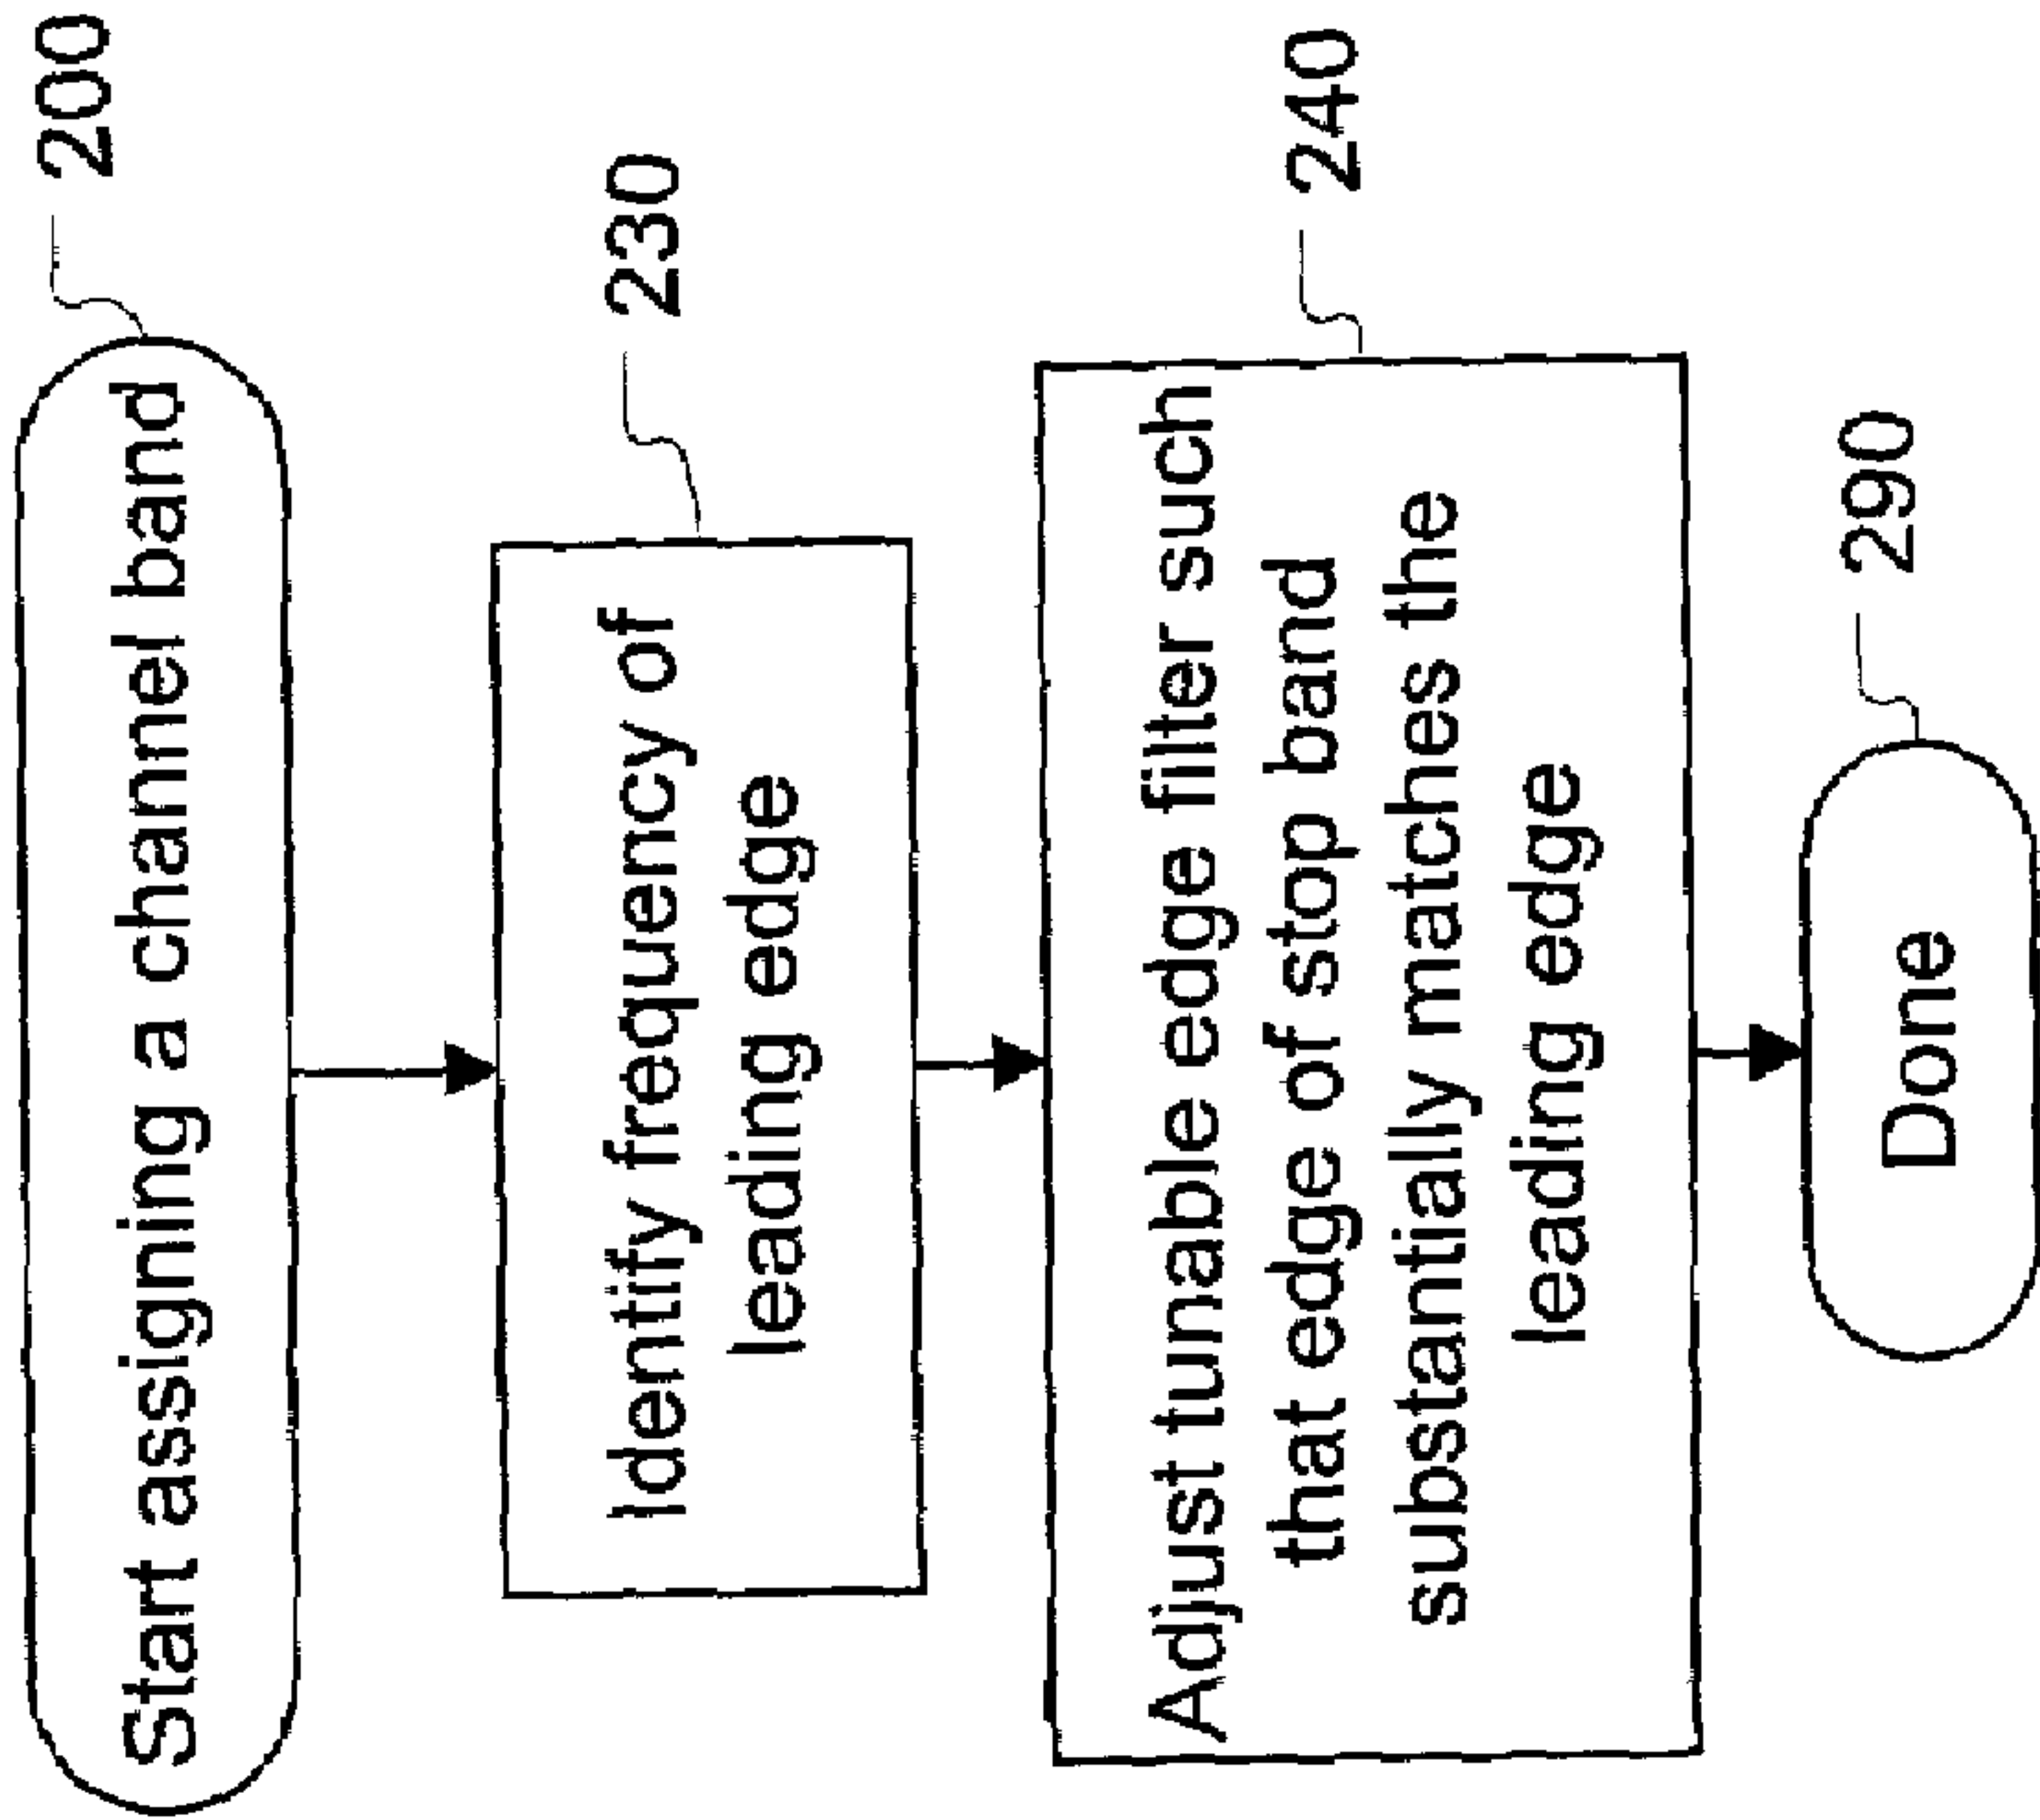 Start assigning a channel band
200
Identify frequency of
leading edge
230
Adjust tunable edge filter such
that edge of stop band
substantially matches the
leading edge
240
Done
290